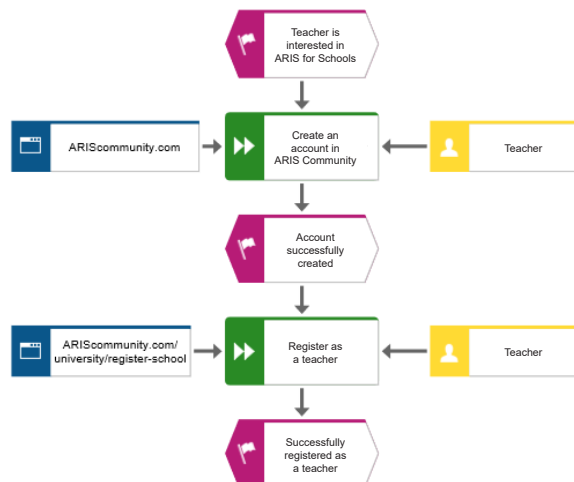 Teacher is
interested in
ARIS for Schools
ARIScommunity.com
Create an
account in
ARIS Community
Teacher
Account
successfully
created
ARIScommunity.com/
university/register-school
Register as
a teacher
Teacher
Successfully
registered as
a teacher